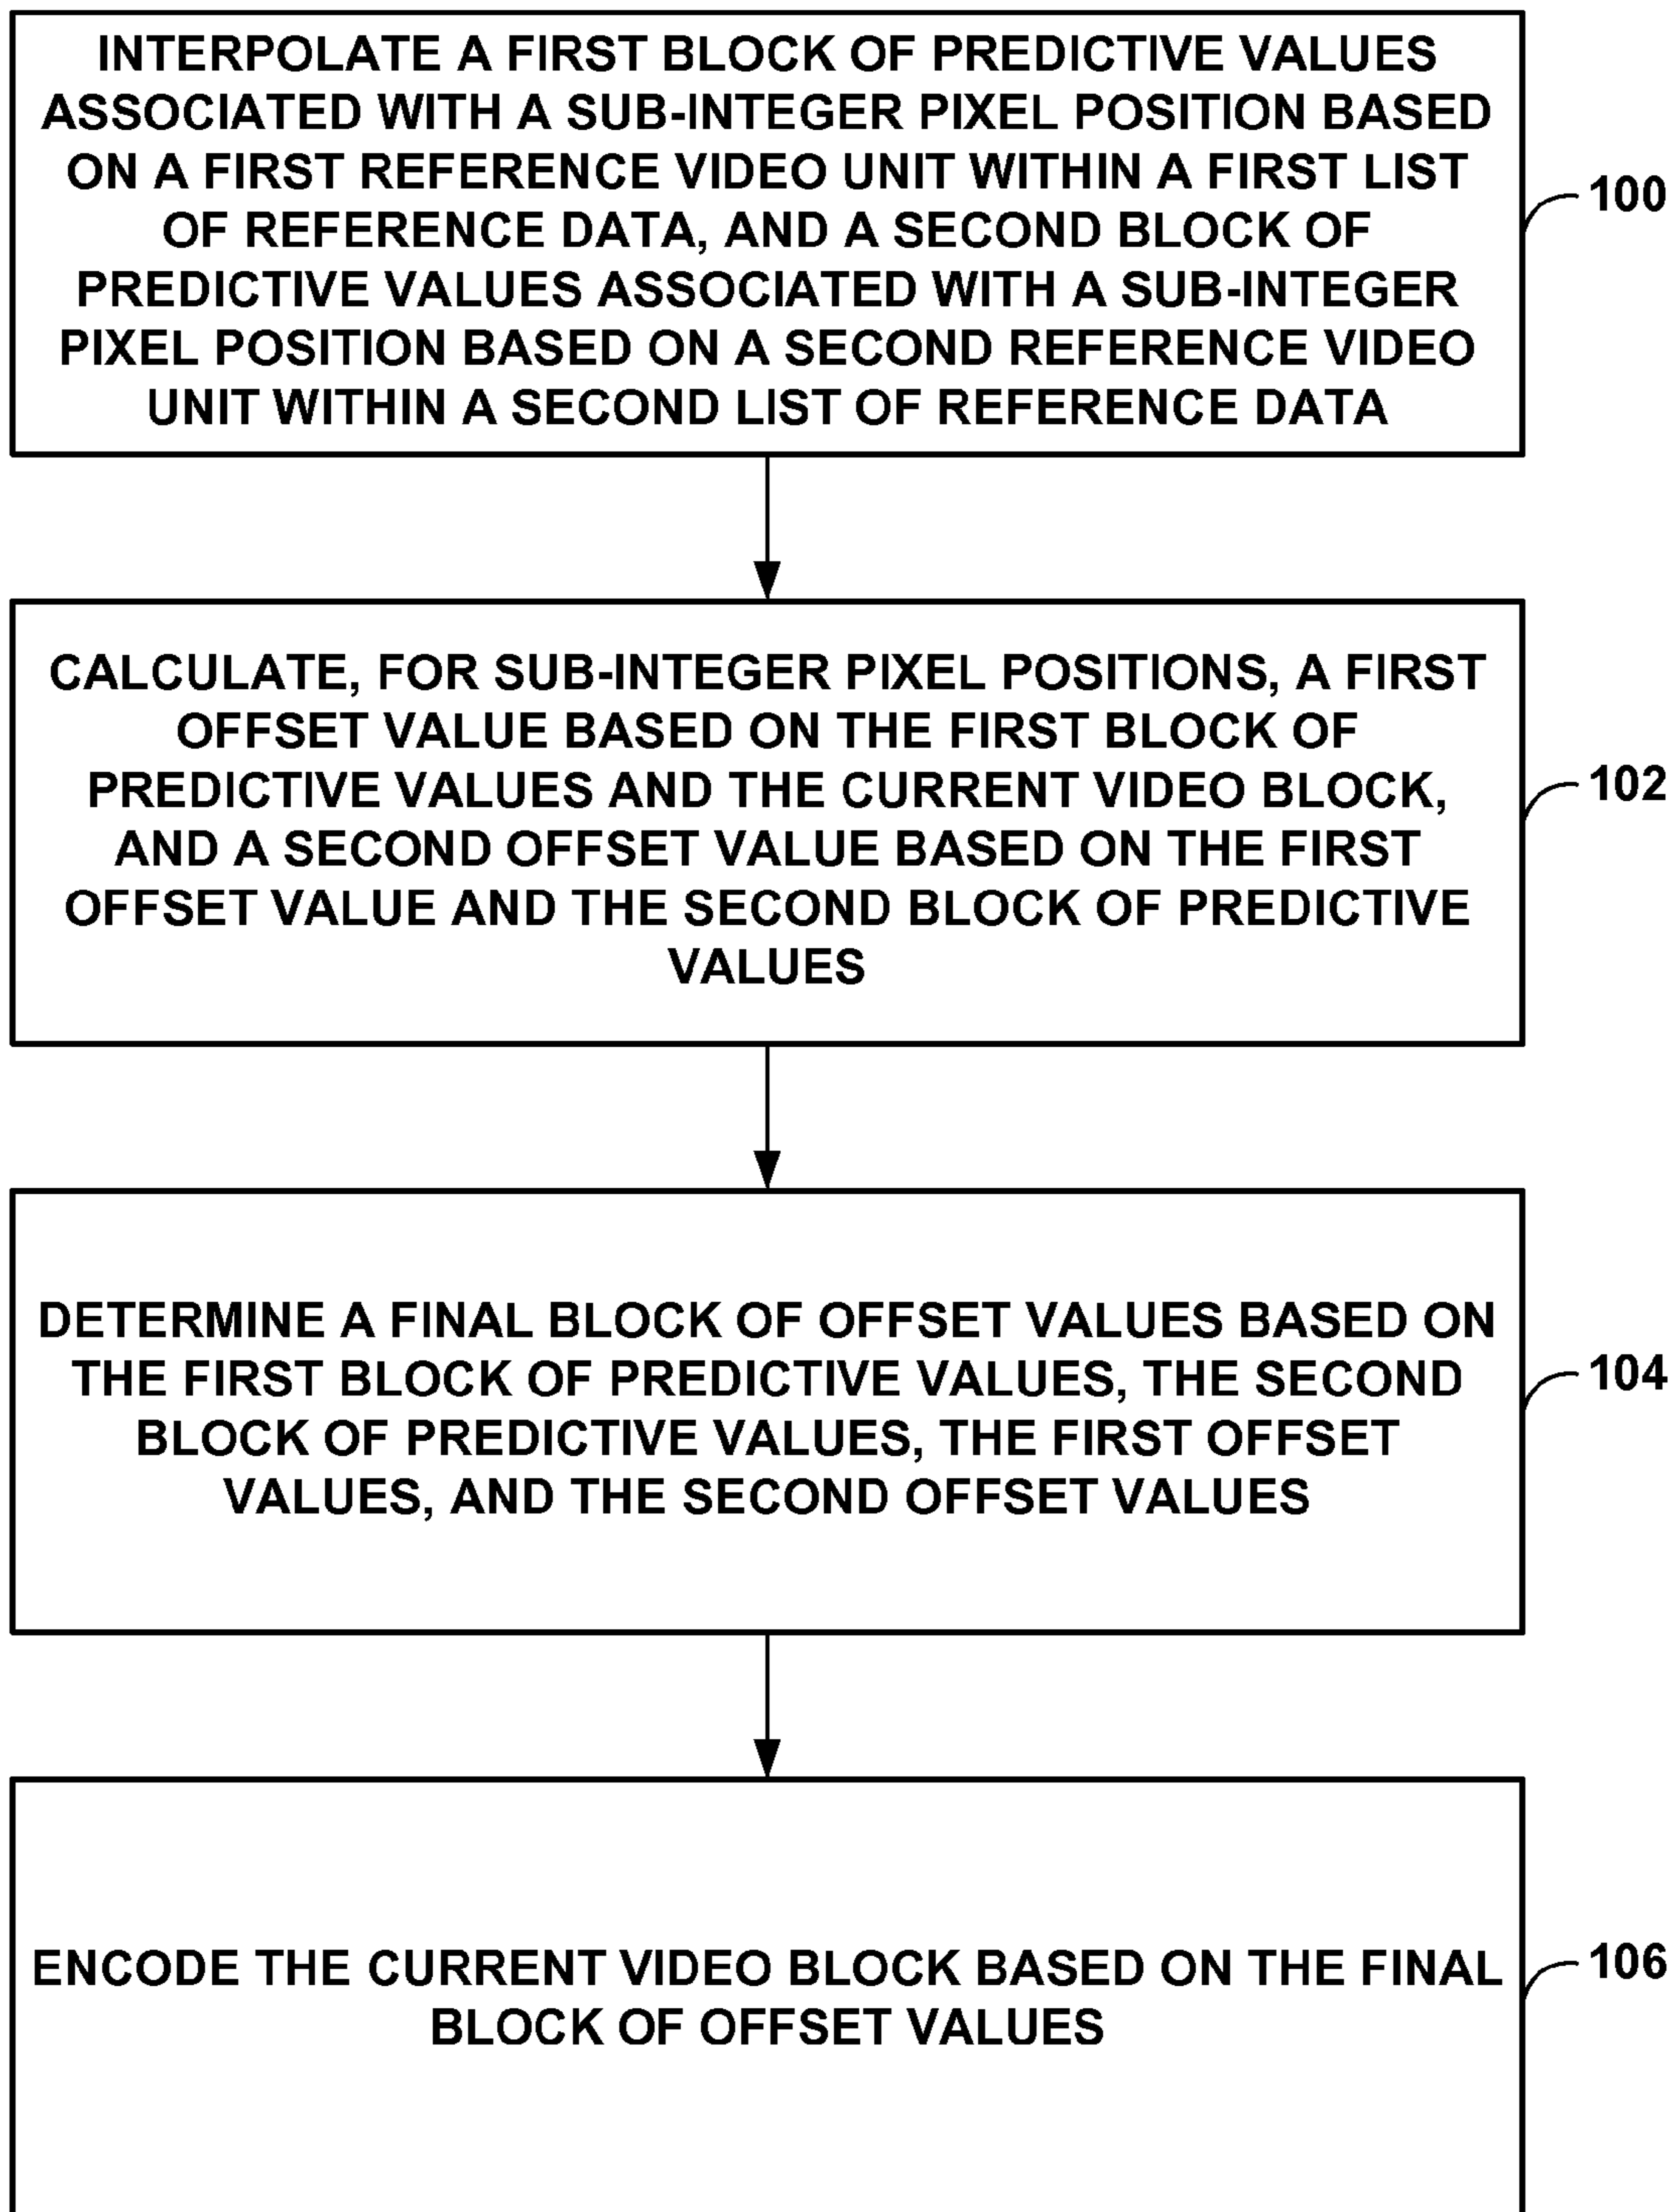 INTERPOLATE A FIRST BLOCK OF PREDICTIVE VALUES
ASSOCIATED WITH A SUB-INTEGER PIXEL POSITION BASED
ON A FIRST REFERENCE VIDEO UNIT WITHIN A FIRST LIST
OF REFERENCE DATA, AND A SECOND BLOCK OF
PREDICTIVE VALUES ASSOCIATED WITH A SUB-INTEGER
PIXEL POSITION BASED ON A SECOND REFERENCE VIDEO
UNIT WITHIN A SECOND LIST OF REFERENCE DATA
100
CALCULATE, FOR SUB-INTEGER PIXEL POSITIONS, A FIRST
OFFSET VALUE BASED ON THE FIRST BLOCK OF
PREDICTIVE VALUES AND THE CURRENT VIDEO BLOCK,
AND A SECOND OFFSET VALUE BASED ON THE FIRST
OFFSET VALUE AND THE SECOND BLOCK OF PREDICTIVE
VALUES
102
DETERMINE A FINAL BLOCK OF OFFSET VALUES BASED ON
THE FIRST BLOCK OF PREDICTIVE VALUES, THE SECOND
BLOCK OF PREDICTIVE VALUES, THE FIRST OFFSET
VALUES, AND THE SECOND OFFSET VALUES
104
ENCODE THE CURRENT VIDEO BLOCK BASED ON THE FINAL
BLOCK OF OFFSET VALUES
106